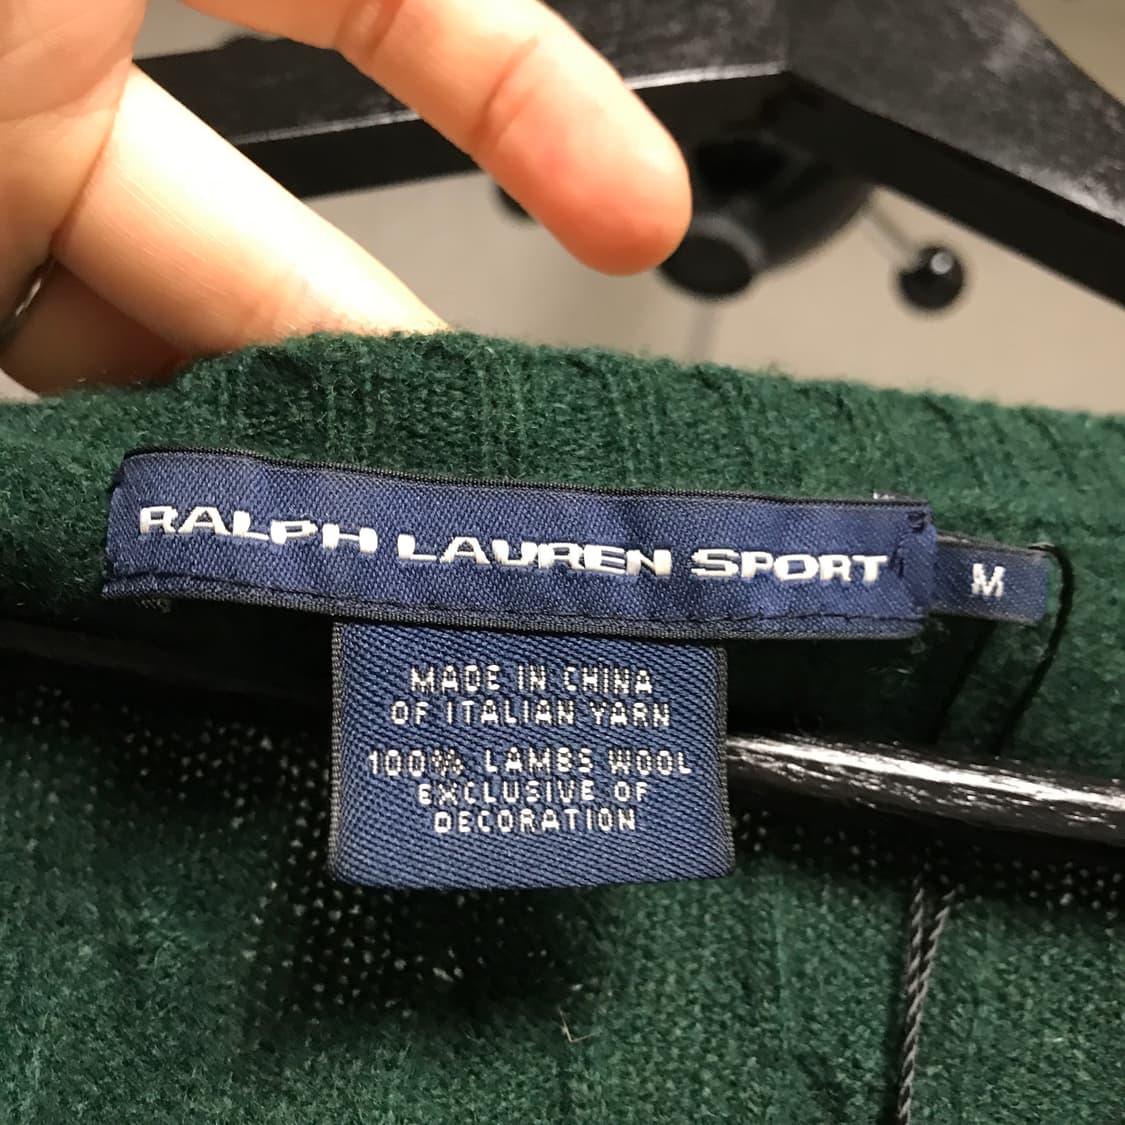 RALPH LAUREN SPORT
M
MADE IN CHINA
OF ITALIAN YARN
100% LAMBS WOOL
EXCLUSIVE OF
DECORATION